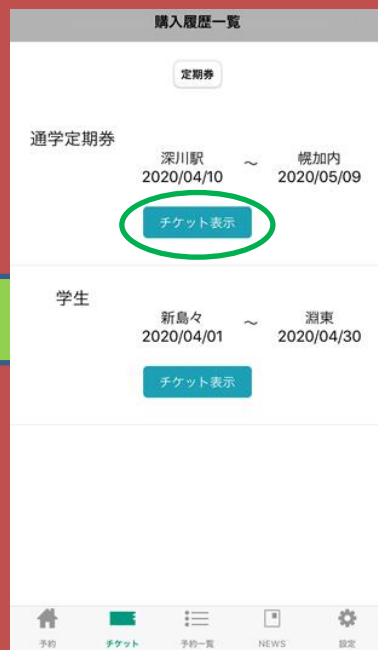 購入履歴一覧
定期券
通学定期券
深川駅 ～ 幌加内
2020/04/10 2020/05/09
チケット表示
学生
新島々 ～ 淵東
2020/04/01 2020/04/30
チケット表示
予約 チケット 予約一覧 NEWS 設定